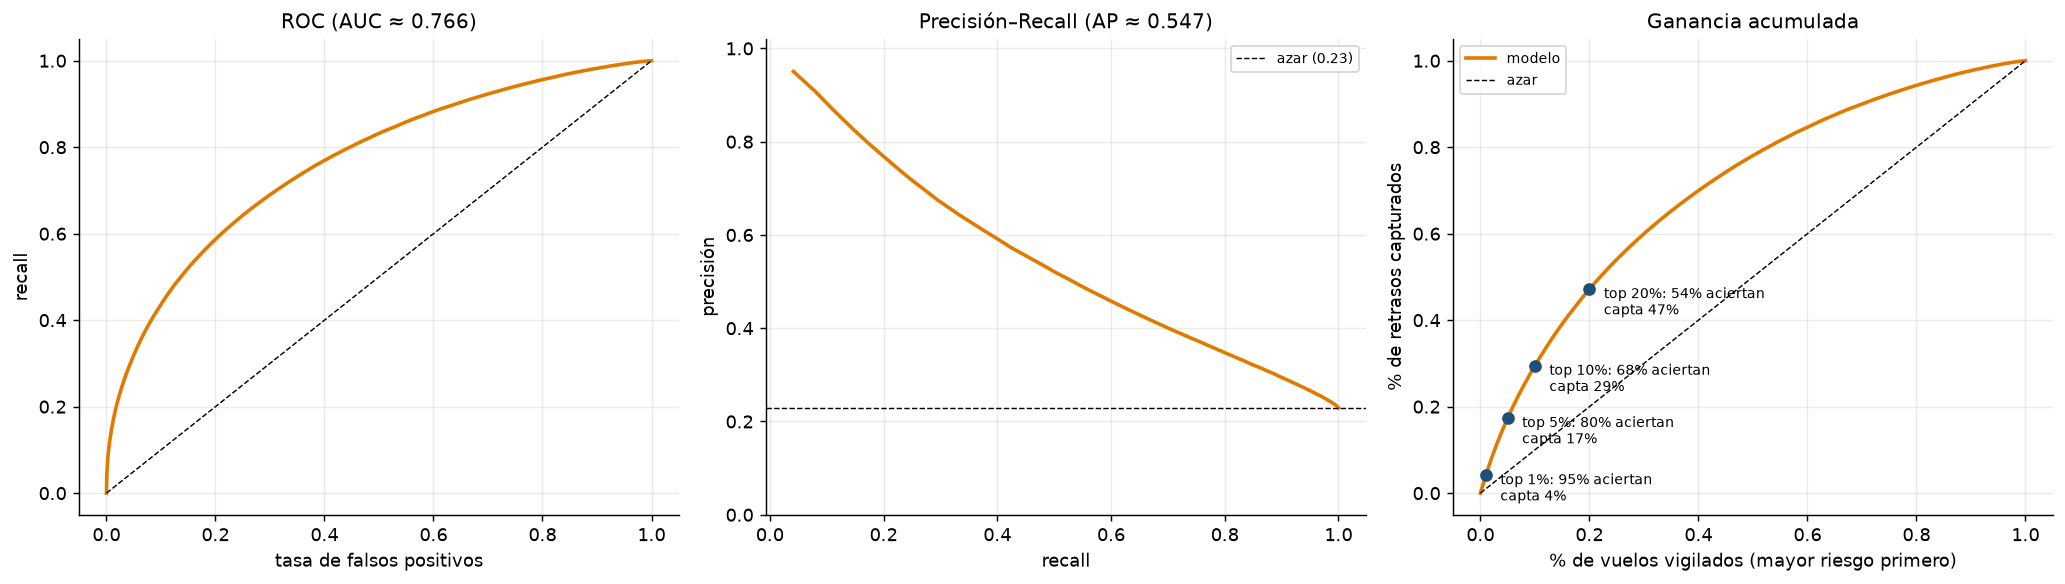 ROC (AUC ≈ 0.766)
1.0
0.8
0.6
0.4
0.2
0.0
recall
0.0 0.2 0.4 0.6 0.8 1.0
tasa de falsos positivos
Precisión–Recall (AP ≈ 0.547)
azar (0.23)
1.0
0.8
0.6
0.4
0.2
0.0
precisión
0.0 0.2 0.4 0.6 0.8 1.0
recall
Ganancia acumulada
modelo
azar
1.0
0.8
0.6
0.4
0.2
0.0
% de retrasos capturados
top 20%: 54% aciertan
capta 47%
top 10%: 68% aciertan
capta 29%
top 5%: 80% aciertan
capta 17%
top 1%: 95% aciertan
capta 4%
0.0 0.2 0.4 0.6 0.8 1.0
% de vuelos vigilados (mayor riesgo primero)